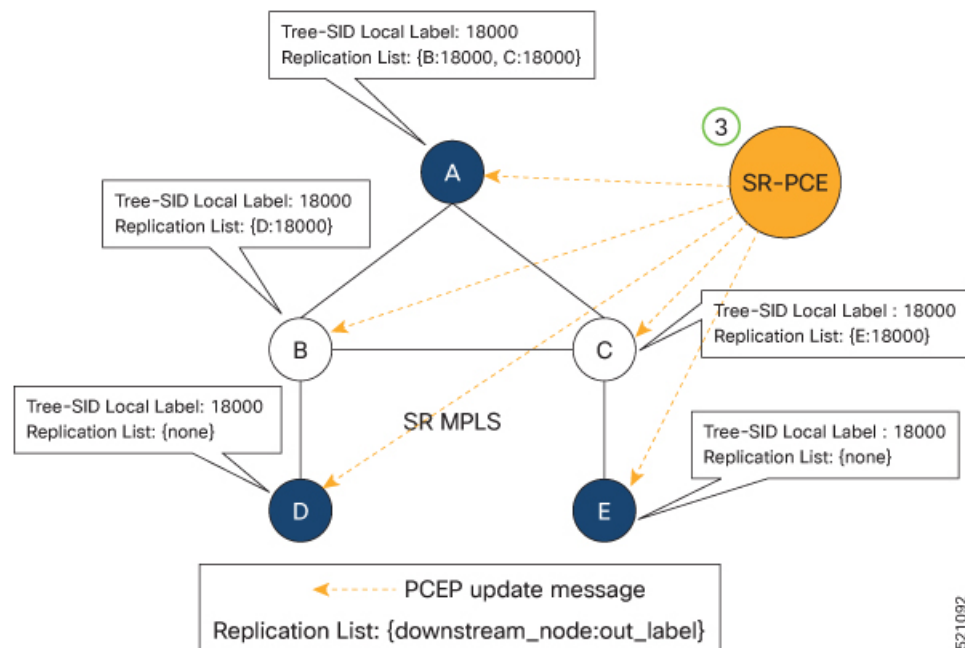 Tree-SID Local Label: 18000
Replication List: {B:18000, C:18000}
3
A
SR-PCE
Tree-SID Local Label: 18000
Replication List: {D:18000}
Tree-SID Local Label : 18000
Replication List: {E:18000}
B
C
Tree-SID Local Label: 18000
Replication List: {none}
SR MPLS
Tree-SID Local Label : 18000
Replication List: {none}
D
E
PCEP update message
Replication List: {downstream_node:out_label}
521092